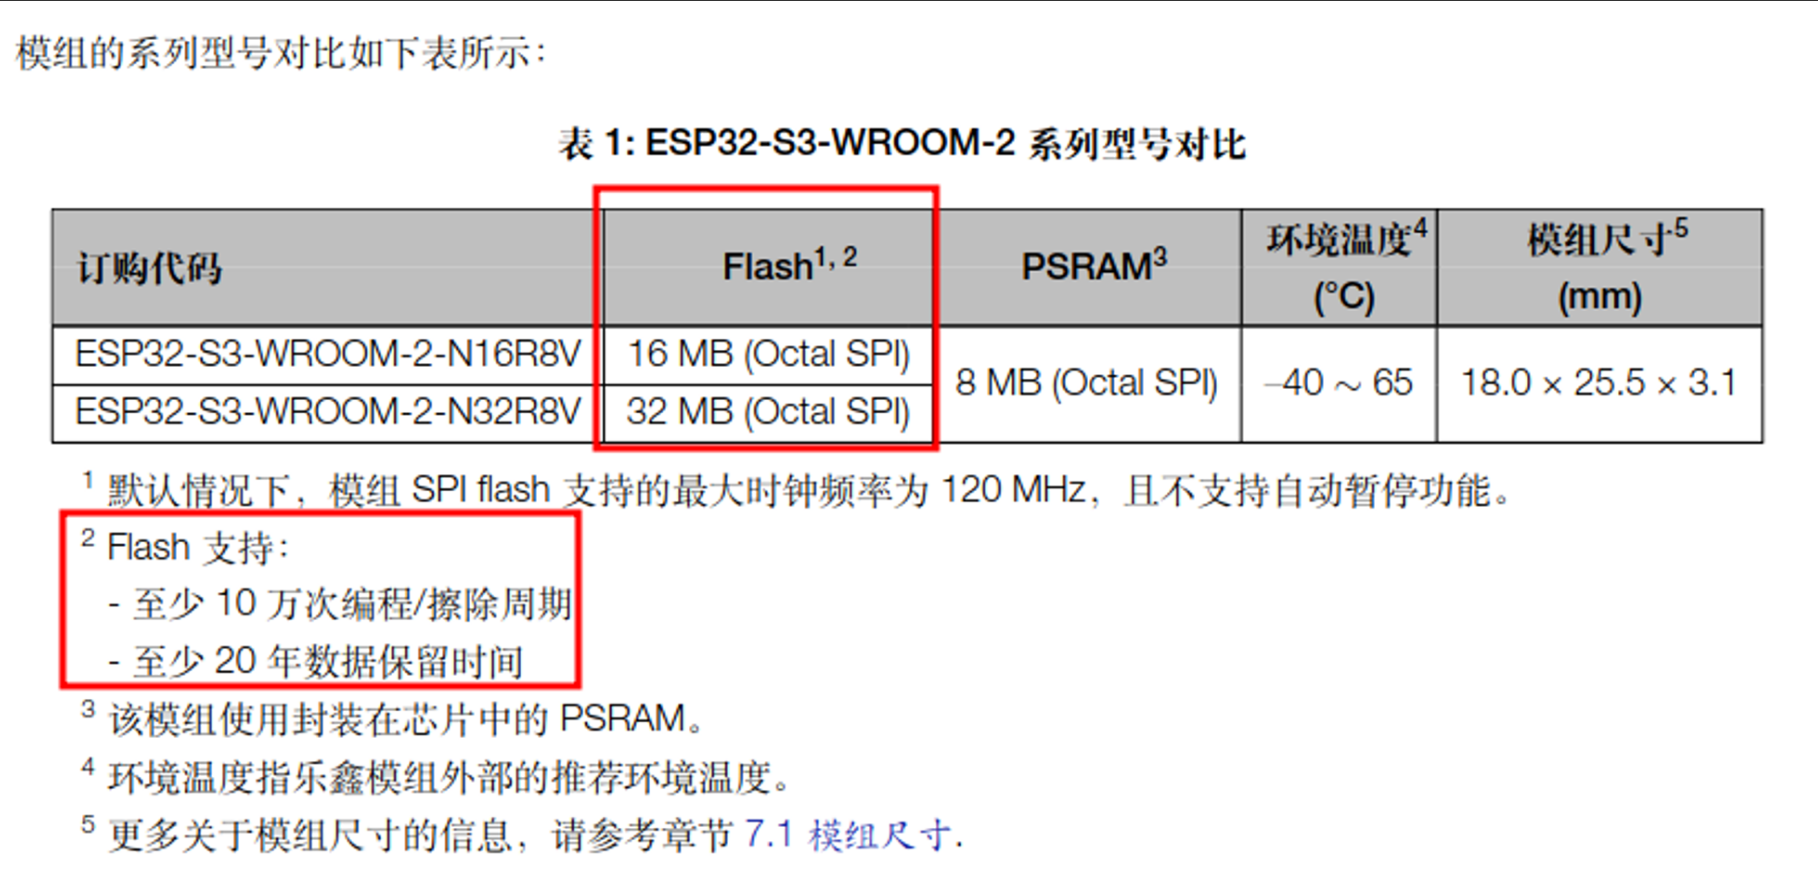 模组的系列型号对比如下表所示：
表 1: ESP32-S3-WROOM-2 系列型号对比
订购代码 Flash1, 2 PSRAM3 环境温度4 (°C) 模组尺寸5 (mm)
ESP32-S3-WROOM-2-N16R8V 16 MB (Octal SPI) 8 MB (Octal SPI) –40 ~ 65 18.0 × 25.5 × 3.1
ESP32-S3-WROOM-2-N32R8V 32 MB (Octal SPI)
1 默认情况下，模组 SPI flash 支持的最大时钟频率为 120 MHz，且不支持自动暂停功能。
2 Flash 支持：
- 至少 10 万次编程/擦除周期
- 至少 20 年数据保留时间
3 该模组使用封装在芯片中的 PSRAM。
4 环境温度指乐鑫模组外部的推荐环境温度。
5 更多关于模组尺寸的信息，请参考章节 7.1 模组尺寸.